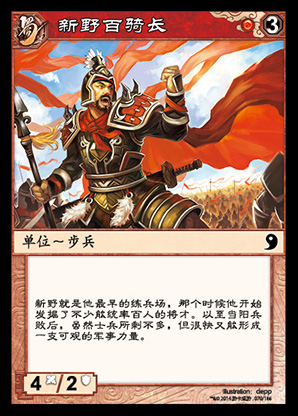 蜀
新野百骑长
3
单位~步兵
新野就是他最早的练兵场，那个时候他开始
发掘了不少能统率百人的将才。以至当阳兵
败后，虽然士兵所剩不多，但很快又能形成
一支可观的军事力量。
4/2
Illustration: depp
070/166